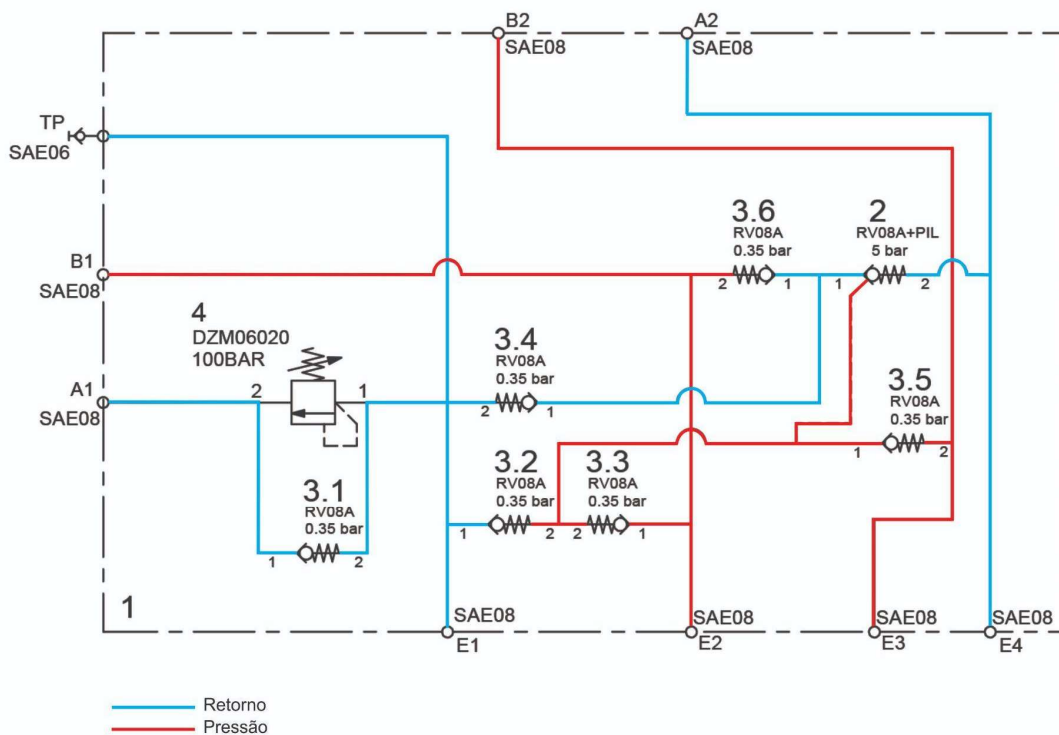 B2
A2
SAE08
SAE08
TP
SAE06
3.6
RV08A
0.35 bar
2
RV08A+PIL
5 bar
B1
SAE08
2
1
1
2
4
DZM06020
100BAR
3.4
RV08A
0.35 bar
3.5
RV08A
0.35 bar
A1
SAE08
2
1
2
1
1
2
3.2
RV08A
0.35 bar
3.3
RV08A
0.35 bar
3.1
RV08A
0.35 bar
1
2
2
1
1
2
1
SAE08
SAE08
SAE08
SAE08
E1
E2
E3
E4
Retorno
Pressão